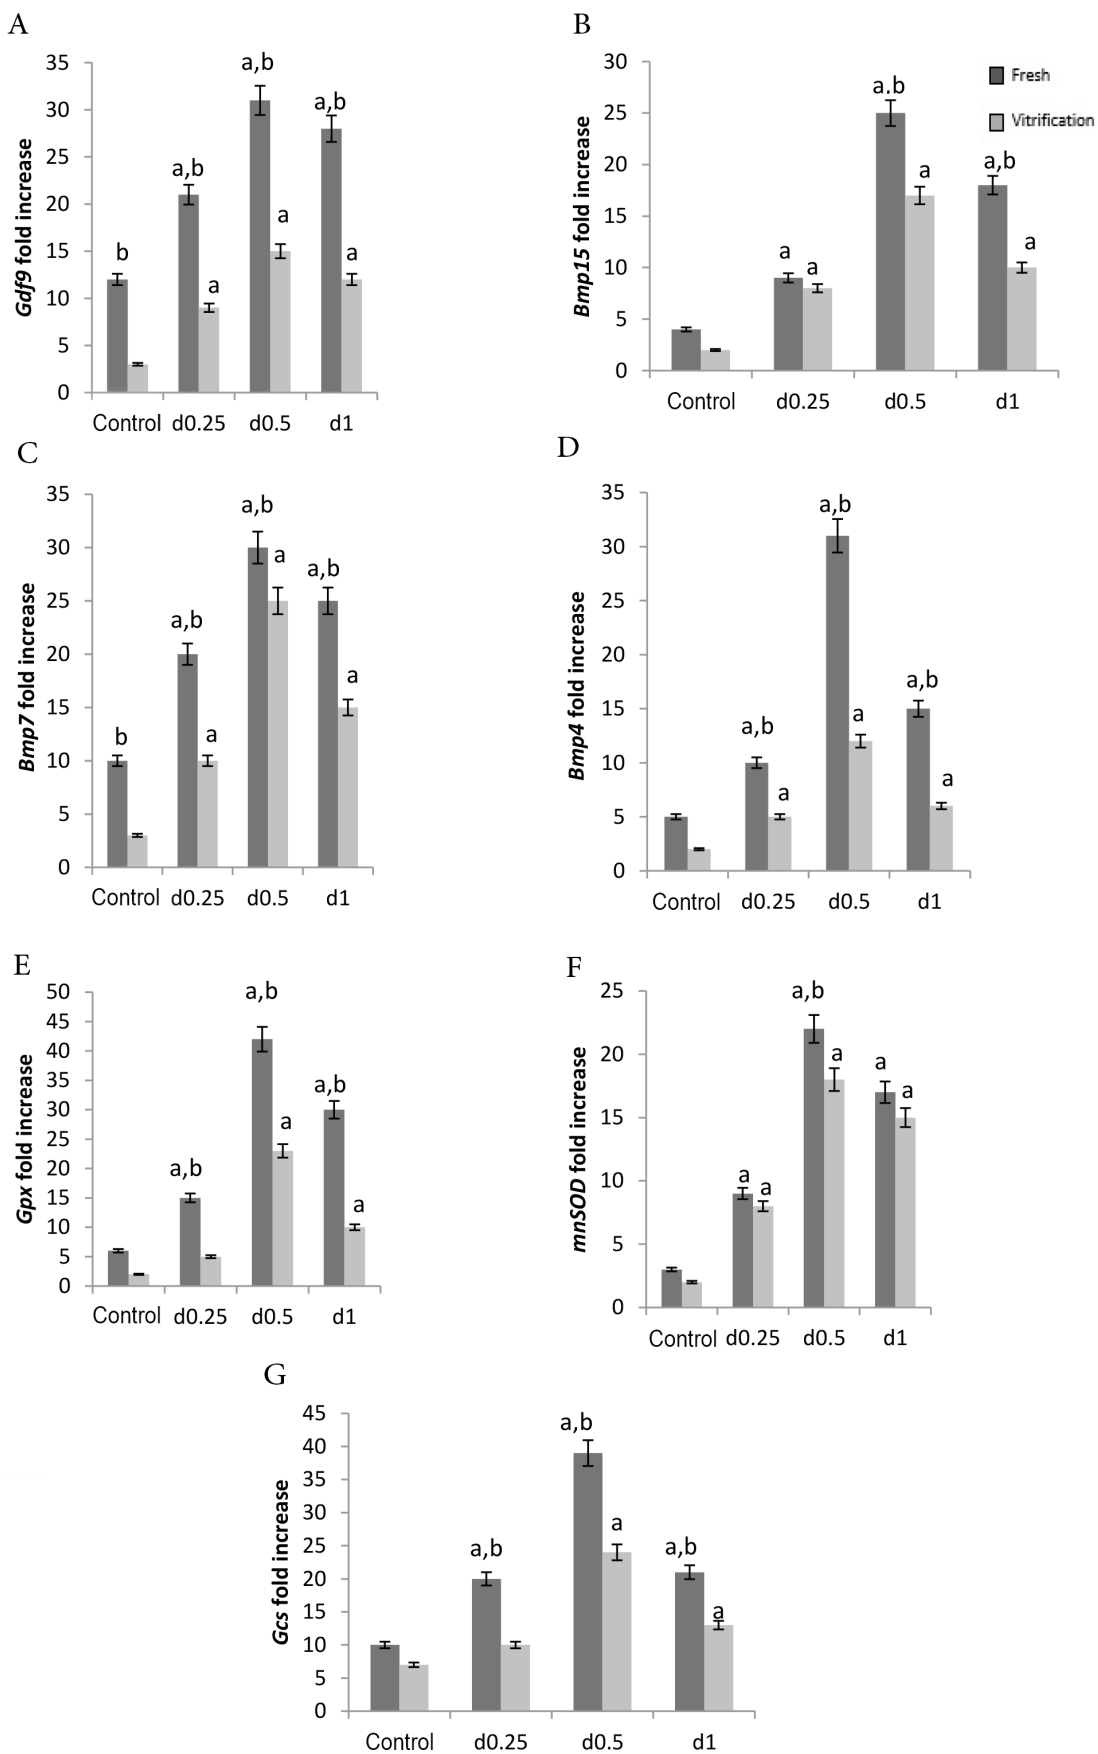 A
Gdf9 fold increase
35
30
25
20
15
10
5
0
b
a,b
a
a,b
a
a,b
a
Control d0.25 d0.5 d1
B
Bmp15 fold increase
30
25
20
15
10
5
0
a
a
a,b
a
a,b
a
Control d0.25 d0.5 d1
Fresh
Vitrification
C
Bmp7 fold increase
35
30
25
20
15
10
5
0
b
a,b
a
a,b
a
a,b
a
Control d0.25 d0.5 d1
D
Bmp4 fold increase
35
30
25
20
15
10
5
0
a,b
a
a,b
a
a,b
a
Control d0.25 d0.5 d1
E
Gpx fold increase
50
45
40
35
30
25
20
15
10
5
0
a,b
a,b
a
a,b
a
Control d0.25 d0.5 d1
F
mnSOD fold increase
25
20
15
10
5
0
a
a
a,b
a
a
a
Control d0.25 d0.5 d1
G
Gcs fold increase
45
40
35
30
25
20
15
10
5
0
a,b
a,b
a
a,b
a
Control d0.25 d0.5 d1